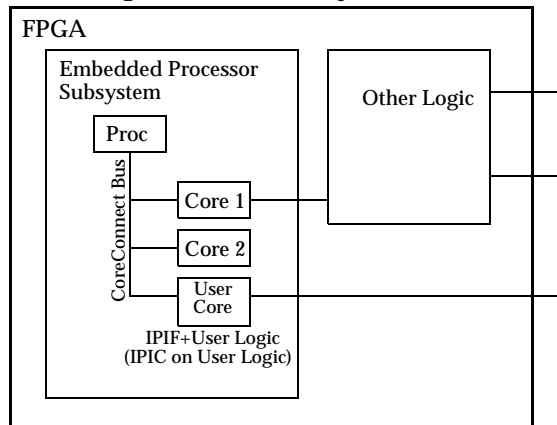 FPGA
Embedded Processor
Subsystem
Proc
CoreConnect Bus
Core 1
Core 2
User
Core
IPIF+User Logic
(IPIC on User Logic)
Other Logic